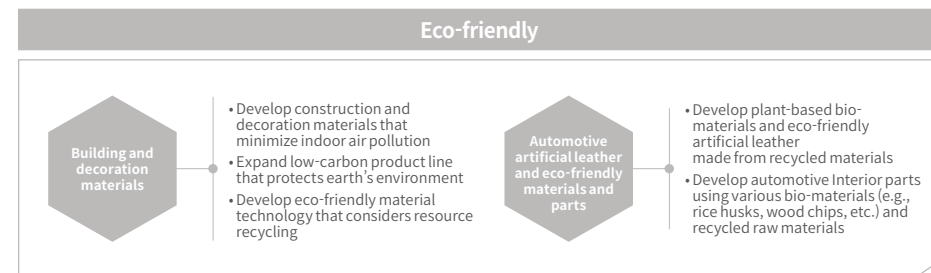 Eco-friendly
Building and
decoration
materials
• Develop construction and
decoration materials that
minimize indoor air pollution
• Expand low-carbon product line
that protects earth's environment
• Develop eco-friendly material
technology that considers resource
recycling
Automotive
artificial leather
and eco-friendly
materials and
parts
• Develop plant-based bio-
materials and eco-friendly
artificial leather
made from recycled materials
• Develop automotive Interior parts
using various bio-materials (e.g.,
rice husks, wood chips, etc.) and
recycled raw materials